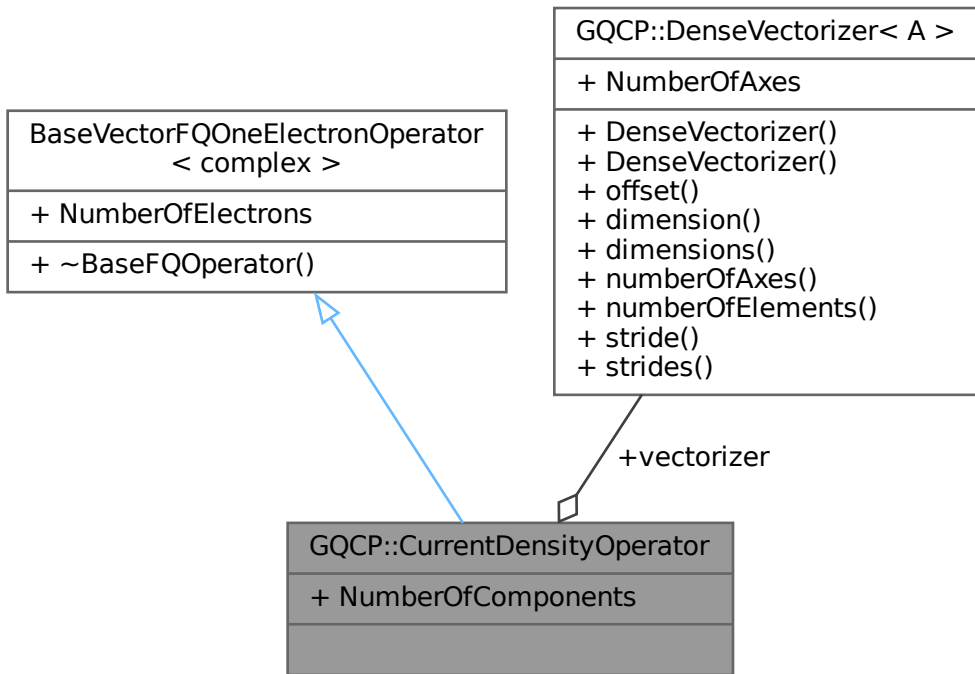 GQCP::DenseVectorizer< A >
+ NumberOfAxes
+ DenseVectorizer()
+ DenseVectorizer()
+ offset()
+ dimension()
+ dimensions()
+ numberOfAxes()
+ numberOfElements()
+ stride()
+ strides()
BaseVectorFQOneElectronOperator
< complex >
+ NumberOfElectrons
+ ~BaseFQOperator()
+vectorizer
GQCP::CurrentDensityOperator
+ NumberOfComponents